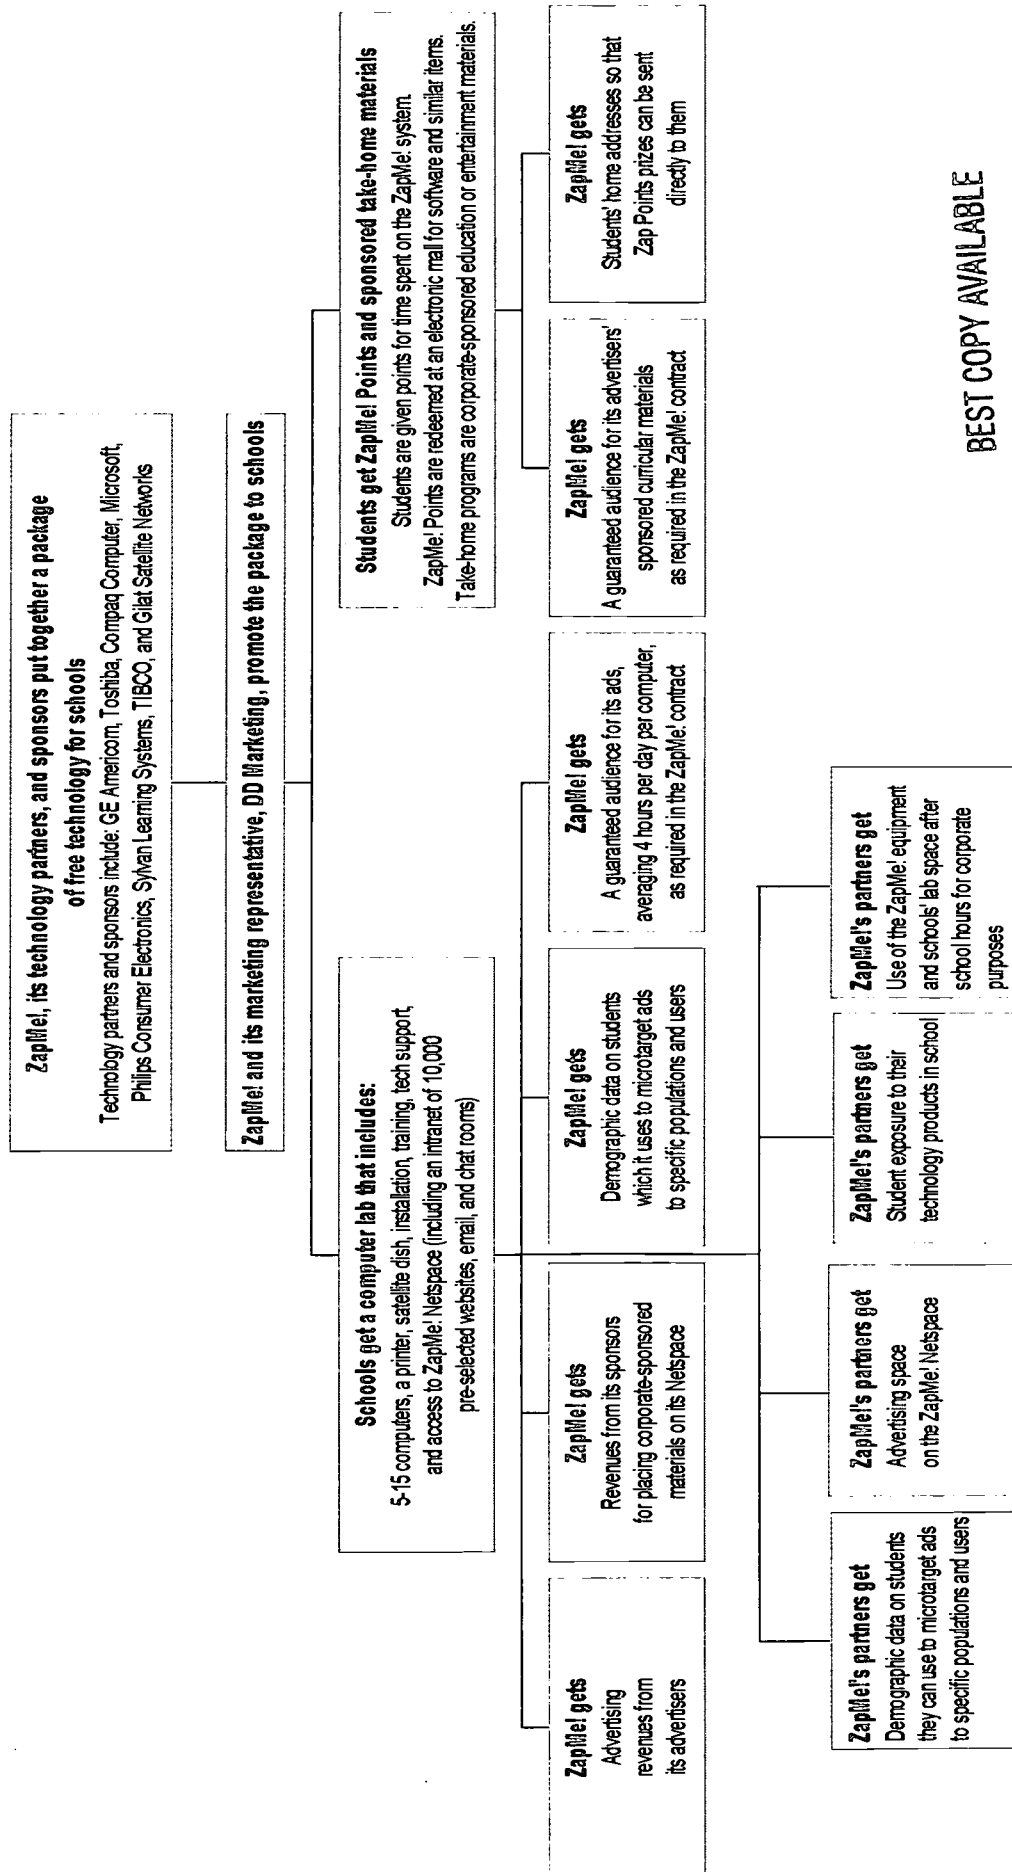 ZapMe!, its technology partners, and sponsors put together a package
of free technology for schools
Technology partners and sponsors include: GE Americom, Toshiba, Compaq Computer, Microsoft,
Philips Consumer Electronics, Sylvan Learning Systems, TIBCO, and Gilat Satellite Networks
ZapMe! and its marketing representative, DD Marketing, promote the package to schools
Schools get a computer lab that includes:
5-15 computers, a printer, satellite dish, installation, training, tech support,
and access to ZapMe! Netspace (including an intranet of 10,000
pre-selected websites, email, and chat rooms)
Students get ZapMe! Points and sponsored take-home materials
Students are given points for time spent on the ZapMe! system.
ZapMe! Points are redeemed at an electronic mall for software and similar items.
Take-home programs are corporate-sponsored education or entertainment materials.
ZapMe! gets
Advertising
revenues from
its advertisers
ZapMe! gets
Revenues from its sponsors
for placing corporate-sponsored
materials on its Netspace
ZapMe! gets
Demographic data on students
which it uses to microtarget ads
to specific populations and users
ZapMe! gets
A guaranteed audience for its ads,
averaging 4 hours per day per computer,
as required in the ZapMe! contract
ZapMe! gets
A guaranteed audience for its advertisers'
sponsored curricular materials
as required in the ZapMe! contract
ZapMe! gets
Students' home addresses so that
Zap Points prizes can be sent
directly to them
ZapMe!'s partners get
Demographic data on students
they can use to microtarget ads
to specific populations and users
ZapMe!'s partners get
Advertising space
on the ZapMe! Netspace
ZapMe!'s partners get
Student exposure to their
technology products in school
ZapMe!'s partners get
Use of the ZapMe! equipment
and schools' lab space after
school hours for corporate
purposes
BEST COPY AVAILABLE